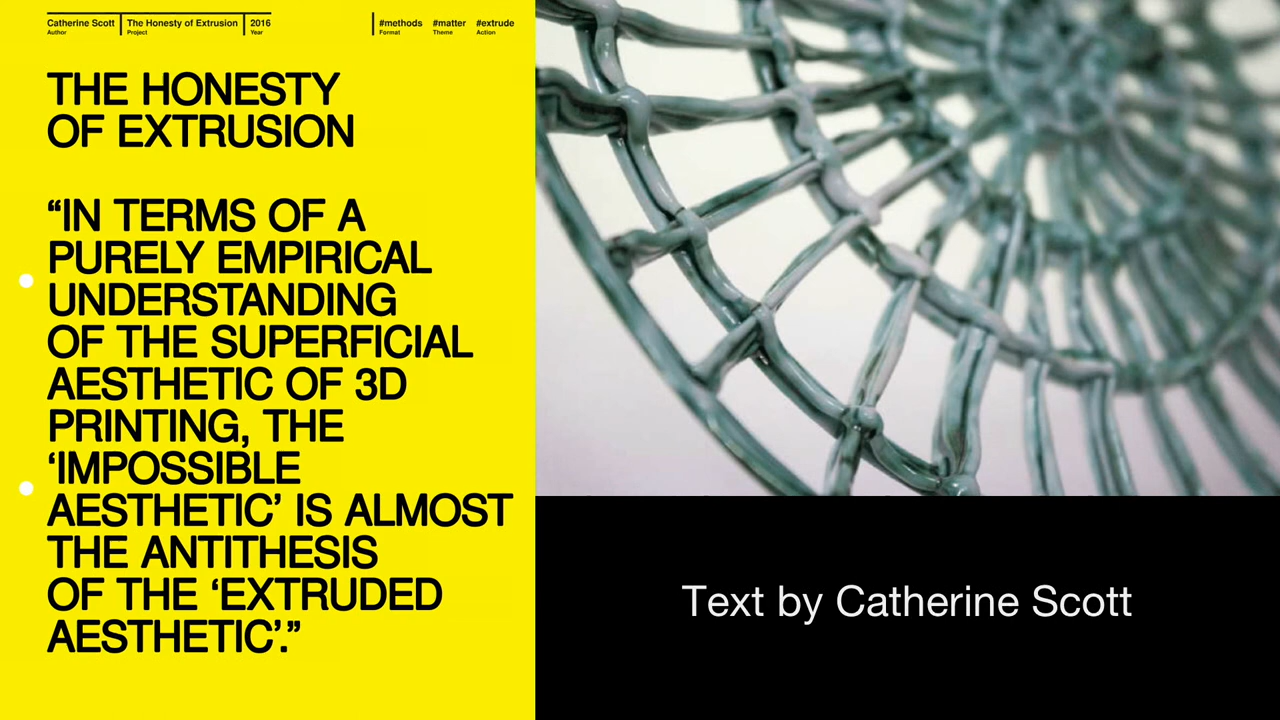 Catherine Scott
Author
The Honesty of Extrusion
Project
2016
Year
#methods
Format
#matter
Theme
#extrude
Action
THE HONESTY
OF EXTRUSION
“IN TERMS OF A
PURELY EMPIRICAL
UNDERSTANDING
OF THE SUPERFICIAL
AESTHETIC OF 3D
PRINTING, THE
‘IMPOSSIBLE
AESTHETIC’ IS ALMOST
THE ANTITHESIS
OF THE ‘EXTRUDED
AESTHETIC’.”
Text by Catherine Scott